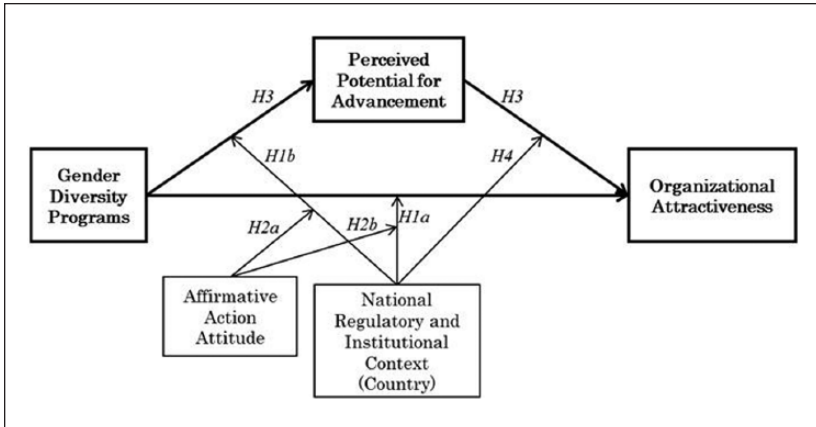 Perceived
Potential for
Advancement
H3
H3
H1b
H4
Gender
Diversity
Programs
Organizational
Attractiveness
H2a
H2b
H1a
Affirmative
Action
Attitude
National
Regulatory and
Institutional
Context
(Country)